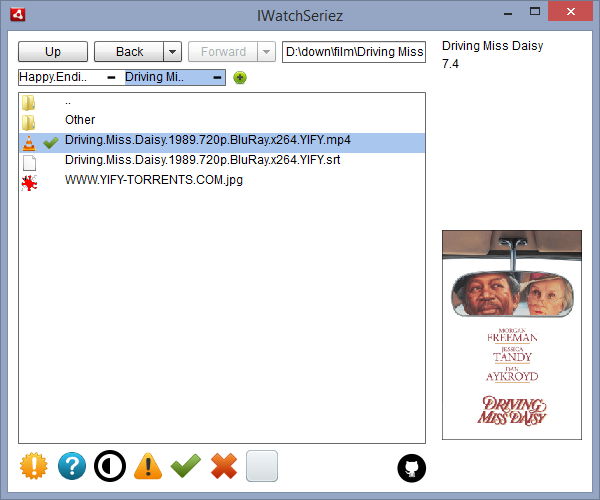 IWatchSeriez
Up
Back
Forward
D:\down\film\Driving Miss
Happy.Endi..
Driving Mi..
..
Other
Driving.Miss.Daisy.1989.720p.BluRay.x264.YIFY.mp4
Driving.Miss.Daisy.1989.720p.BluRay.x264.YIFY.srt
WWW.YIFY-TORRENTS.COM.jpg
Driving Miss Daisy
7.4
MORGAN
FREEMAN
JESSICA
TANDY
DAN
AYKROYD
DRIVING
MISS DAISY